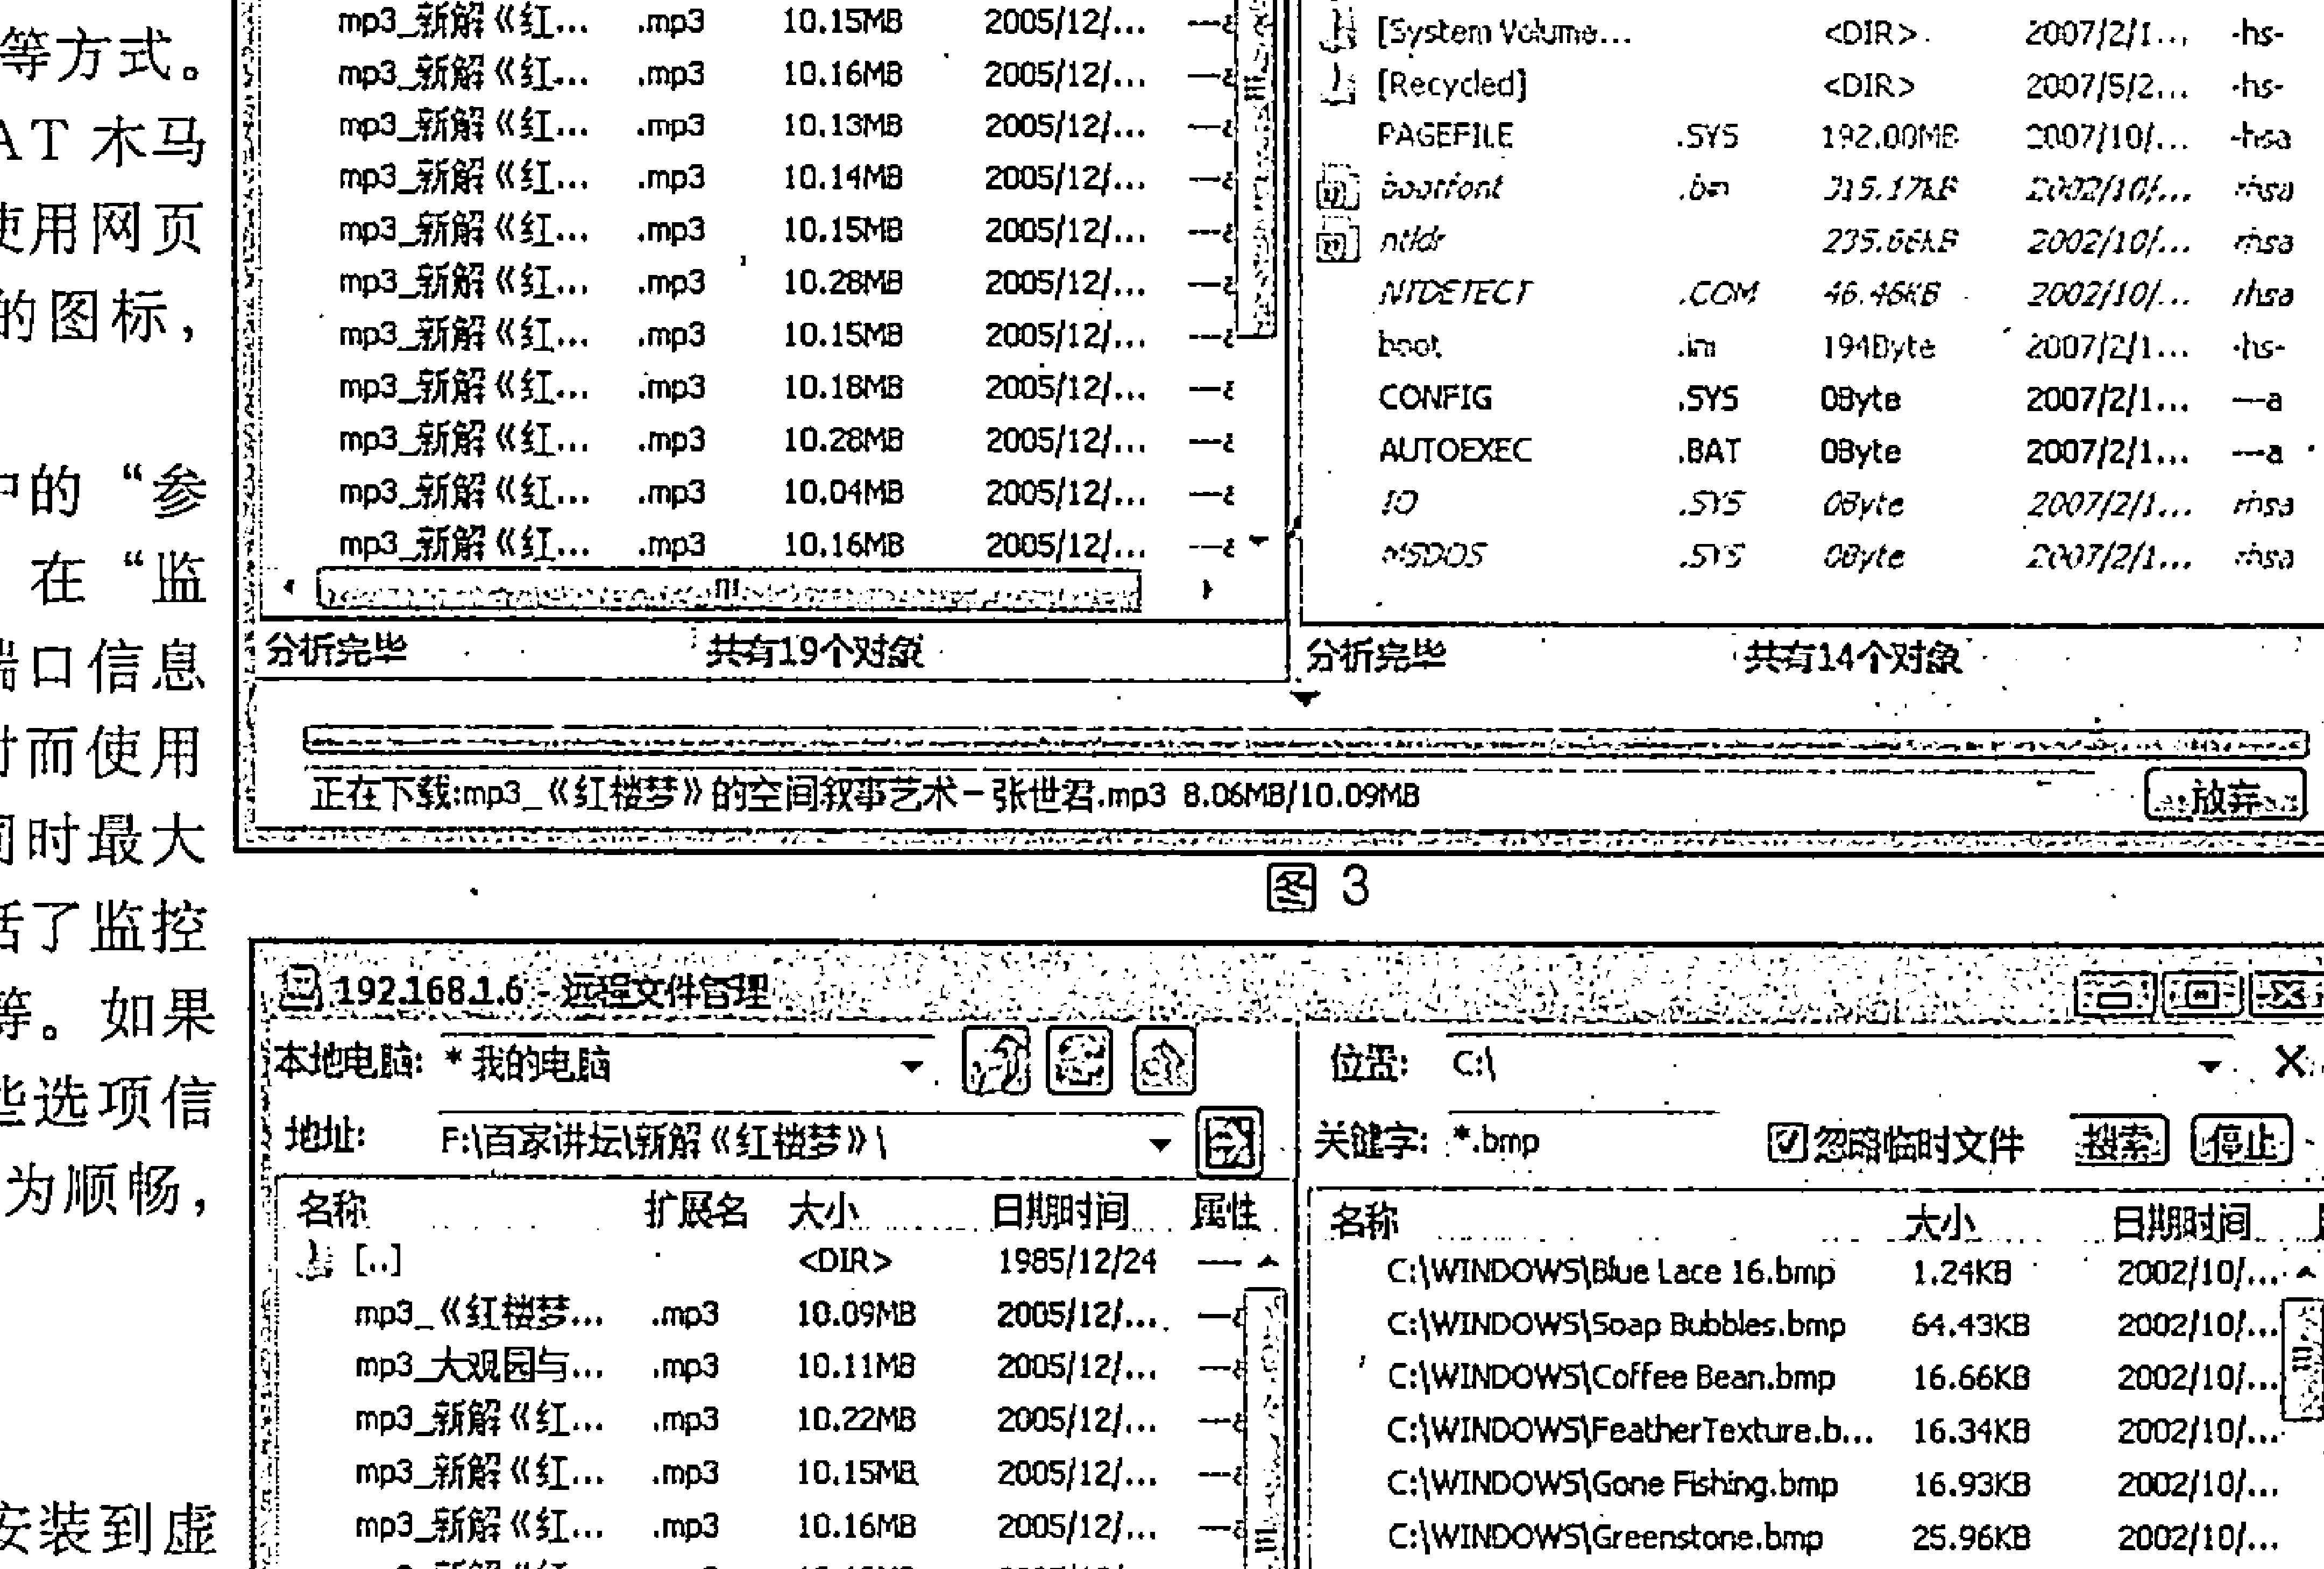 等方式。
AT 木马
使用网页
的图标，
中的“参
在“监
端口信息
时而使用
同时最大
括了监控
等。如果
些选项信
为顺畅，
安装到虚
mp3_新解《红... .mp3 10.15MB 2005/12/...
mp3_新解《红... .mp3 10.16MB 2005/12/...
mp3_新解《红... .mp3 10.13MB 2005/12/...
mp3_新解《红... .mp3 10.14MB 2005/12/...
mp3_新解《红... .mp3 10.15MB 2005/12/...
mp3_新解《红... .mp3 10.28MB 2005/12/...
mp3_新解《红... .mp3 10.15MB 2005/12/...
mp3_新解《红... .mp3 10.18MB 2005/12/...
mp3_新解《红... .mp3 10.28MB 2005/12/...
mp3_新解《红... .mp3 10.04MB 2005/12/...
mp3_新解《红... .mp3 10.16MB 2005/12/...
分析完毕 共有19个对象
[System Volume... <DIR> 2007/2/1... -hs-
[Recycled] <DIR> 2007/5/2... -hs-
PAGEFILE .SYS 192.00MB 2007/10/... -hsa
bootfont .bin 2002/10/... rhsa
ntldr 235.66KB 2002/10/... rhsa
NTDETECT .COM 46.46KB 2002/10/... rhsa
boot .ini 194Byte 2007/2/1... -hs-
CONFIG .SYS 0Byte 2007/2/1... ---a
AUTOEXEC .BAT 0Byte 2007/2/1... ---a
IO .SYS 0Byte 2007/2/1... rhsa
MSDOS .SYS 0Byte 2007/2/1... rhsa
分析完毕 共有14个对象
正在下载:mp3_《红楼梦》的空间叙事艺术－张世君.mp3 8.06MB/10.09MB 放弃
图 3
192.168.1.6 - 远程文件管理
本地电脑: * 我的电脑
地址: F:\百家讲坛\新解《红楼梦》\
名称 扩展名 大小 日期时间 属性
[..] <DIR> 1985/12/24 ----
mp3_《红楼梦... .mp3 10.09MB 2005/12/...
mp3_大观园与... .mp3 10.11MB 2005/12/...
mp3_新解《红... .mp3 10.22MB 2005/12/...
mp3_新解《红... .mp3 10.15MB 2005/12/...
mp3_新解《红... .mp3 10.16MB 2005/12/...
位置: C:\
关键字: *.bmp 忽略临时文件 搜索 停止
名称 大小 日期时间
C:\WINDOWS\Blue Lace 16.bmp 1.24KB 2002/10/...
C:\WINDOWS\Soap Bubbles.bmp 64.43KB 2002/10/...
C:\WINDOWS\Coffee Bean.bmp 16.66KB 2002/10/...
C:\WINDOWS\FeatherTexture.b... 16.34KB 2002/10/...
C:\WINDOWS\Gone Fishing.bmp 16.93KB 2002/10/...
C:\WINDOWS\Greenstone.bmp 25.96KB 2002/10/...